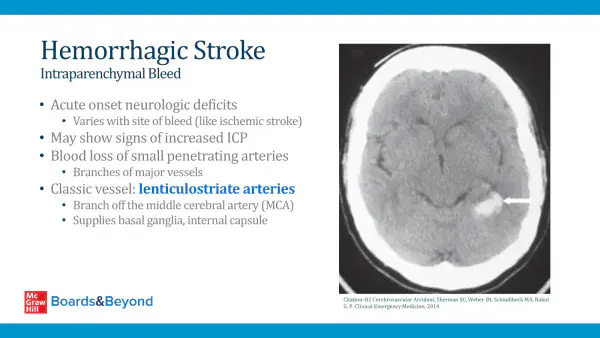 Hemorrhagic Stroke
Intraparenchymal Bleed
• Acute onset neurologic deficits
• Varies with site of bleed (like ischemic stroke)
• May show signs of increased ICP
• Blood loss of small penetrating arteries
• Branches of major vessels
• Classic vessel: lenticulostriate arteries
• Branch off the middle cerebral artery (MCA)
• Supplies basal ganglia, internal capsule
Mc
Graw
Hill
Boards&Beyond
Citation: 82 Cerebrovascular Accident, Sherman SC, Weber JM, Schindlbeck MA, Rahul
G. P. Clinical Emergency Medicine; 2014